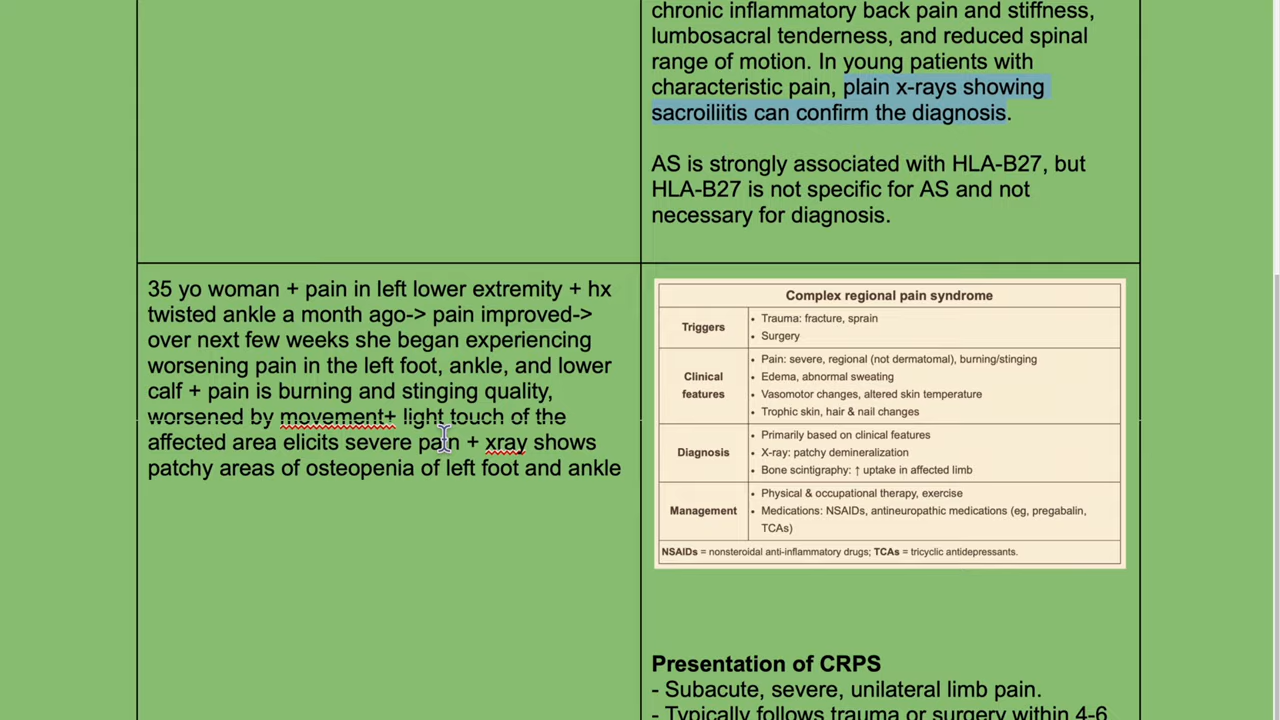 chronic inflammatory back pain and stiffness,
lumbosacral tenderness, and reduced spinal
range of motion. In young patients with
characteristic pain, plain x-rays showing
sacroiliitis can confirm the diagnosis.
AS is strongly associated with HLA-B27, but
HLA-B27 is not specific for AS and not
necessary for diagnosis.
35 yo woman + pain in left lower extremity + hx
twisted ankle a month ago-> pain improved->
over next few weeks she began experiencing
worsening pain in the left foot, ankle, and lower
calf + pain is burning and stinging quality,
worsened by movement+ light touch of the
affected area elicits severe pain + xray shows
patchy areas of osteopenia of left foot and ankle
Complex regional pain syndrome
Triggers
• Trauma: fracture, sprain
• Surgery
Clinical
features
• Pain: severe, regional (not dermatomal), burning/stinging
• Edema, abnormal sweating
• Vasomotor changes, altered skin temperature
• Trophic skin, hair & nail changes
Diagnosis
• Primarily based on clinical features
• X-ray: patchy demineralization
• Bone scintigraphy: ↑ uptake in affected limb
Management
• Physical & occupational therapy, exercise
• Medications: NSAIDs, antineuropathic medications (eg, pregabalin,
TCAs)
NSAIDs = nonsteroidal anti-inflammatory drugs; TCAs = tricyclic antidepressants.
Presentation of CRPS
- Subacute, severe, unilateral limb pain.
- Typically follows trauma or surgery within 4-6